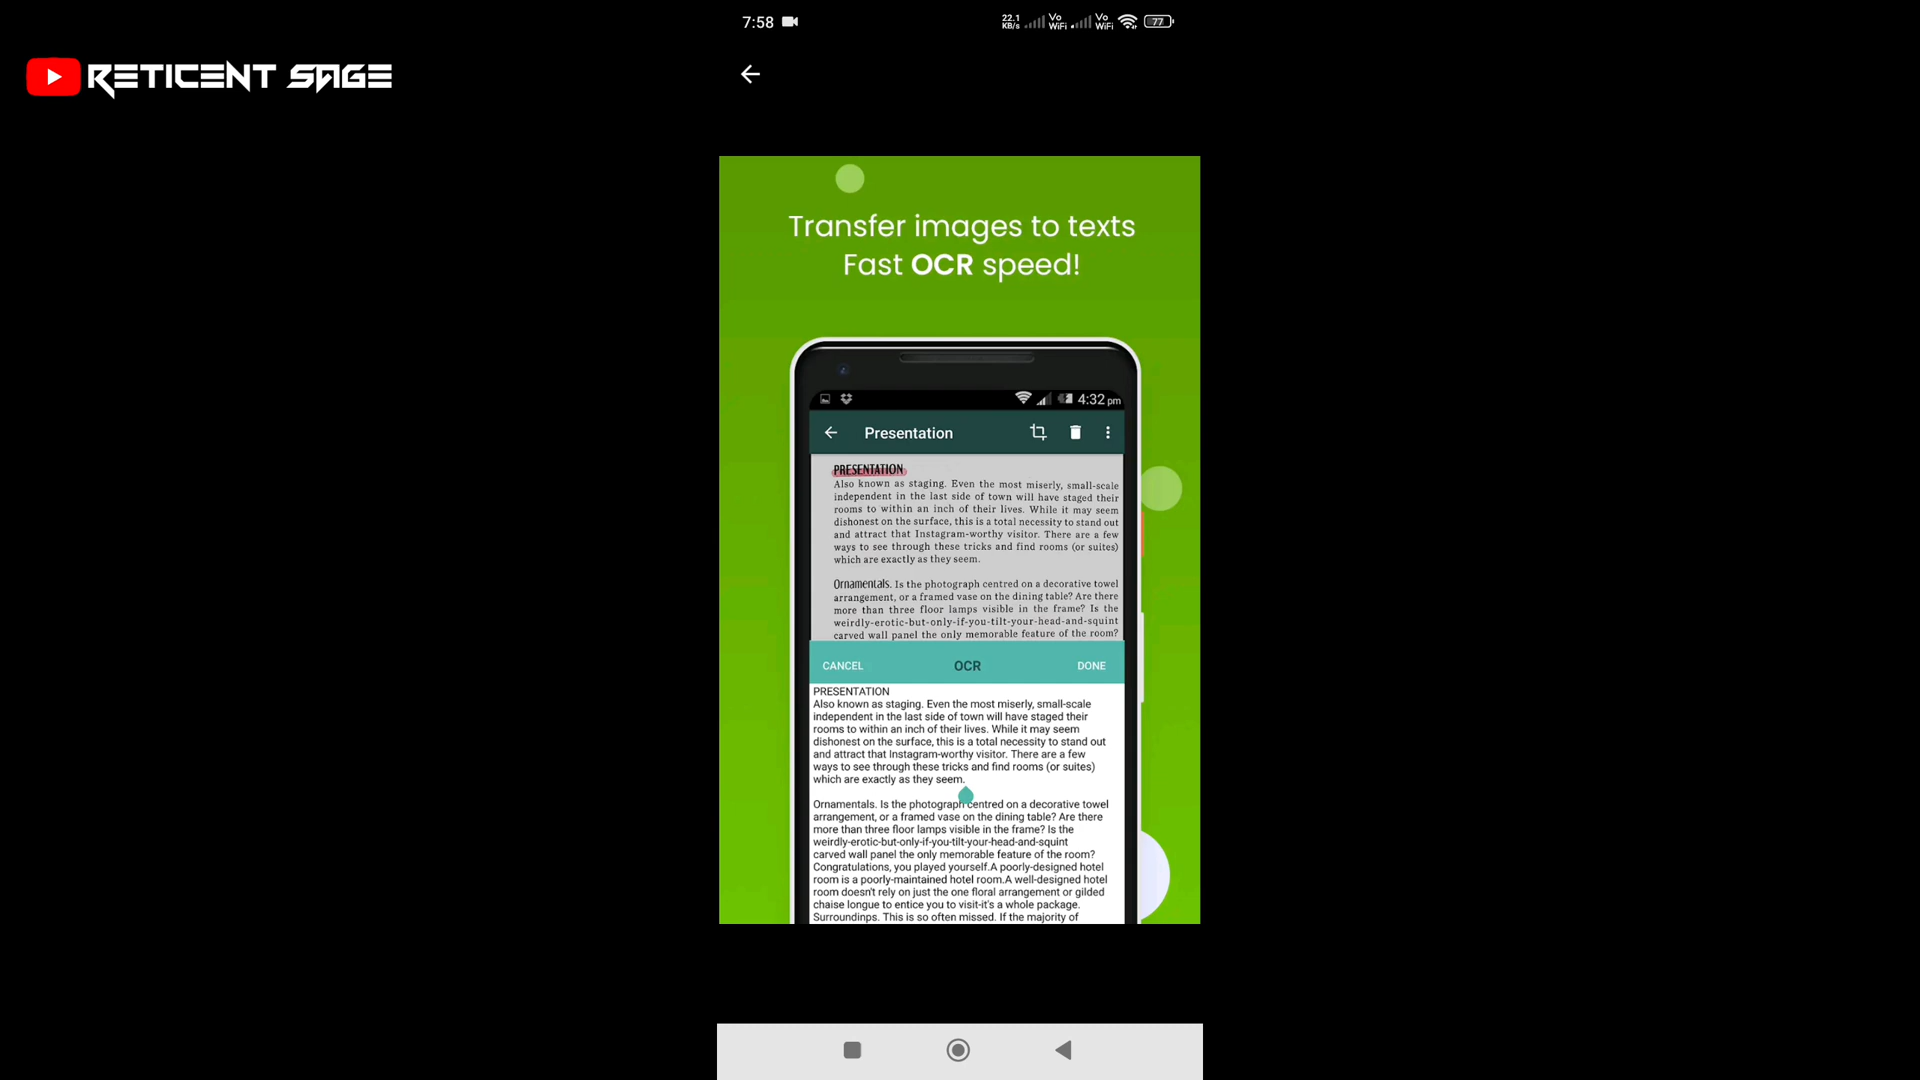 7:58
22.1
KB/s
Vo
WiFi
Vo
WiFi
77
RETICENT SAGE
Transfer images to texts
Fast OCR speed!
4:32 pm
Presentation
PRESENTATION
Also known as staging. Even the most miserly, small-scale
independent in the last side of town will have staged their
rooms to within an inch of their lives. While it may seem
dishonest on the surface, this is a total necessity to stand out
and attract that Instagram-worthy visitor. There are a few
ways to see through these tricks and find rooms (or suites)
which are exactly as they seem.
Ornamentals. Is the photograph centred on a decorative towel
arrangement, or a framed vase on the dining table? Are there
more than three floor lamps visible in the frame? Is the
weirdly-erotic-but-only-if-you-tilt-your-head-and-squint
carved wall panel the only memorable feature of the room?
CANCEL OCR DONE
PRESENTATION
Also known as staging. Even the most miserly, small-scale
independent in the last side of town will have staged their
rooms to within an inch of their lives. While it may seem
dishonest on the surface, this is a total necessity to stand out
and attract that Instagram-worthy visitor. There are a few
ways to see through these tricks and find rooms (or suites)
which are exactly as they seem.
Ornamentals. Is the photograph centred on a decorative towel
arrangement, or a framed vase on the dining table? Are there
more than three floor lamps visible in the frame? Is the
weirdly-erotic-but-only-if-you-tilt-your-head-and-squint
carved wall panel the only memorable feature of the room?
Congratulations, you played yourself.A poorly-designed hotel
room is a poorly-maintained hotel room.A well-designed hotel
room doesn't rely on just the one floral arrangement or gilded
chaise longue to entice you to visit-it's a whole package.
Surroundinps. This is so often missed. If the majority of